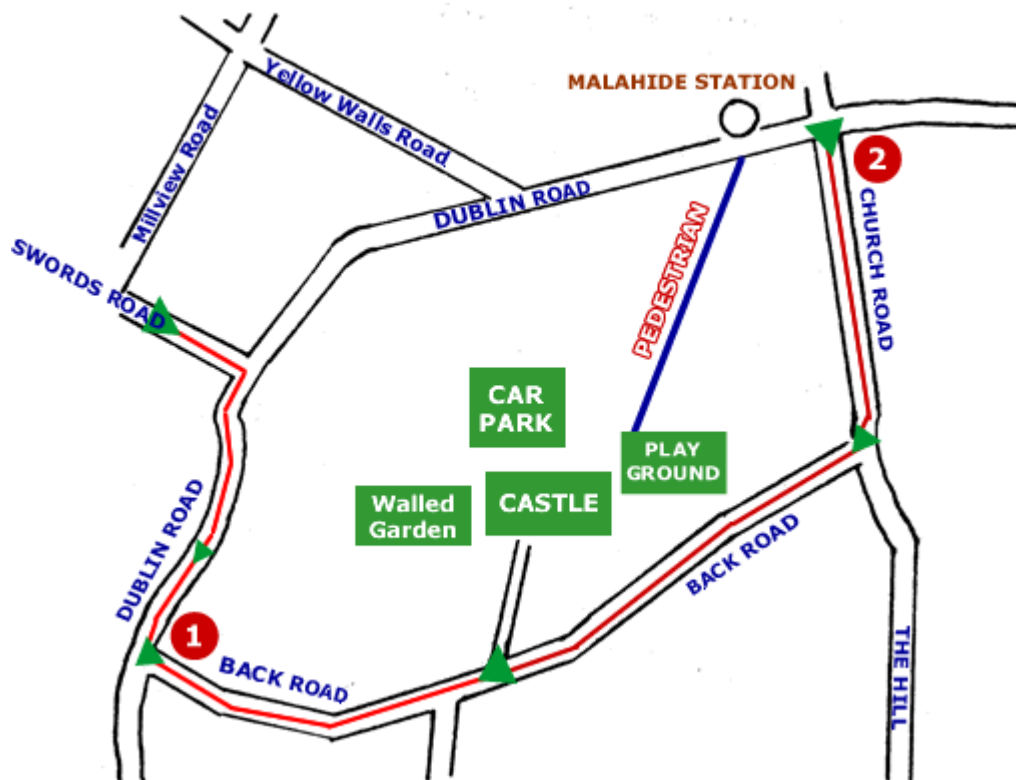 MALAHIDE STATION
Yellow Walls Road
Millview Road
2
DUBLIN ROAD
PEDESTRIAN
CHURCH ROAD
SWORDS ROAD
CAR
PARK
PLAY
GROUND
Walled
Garden
CASTLE
DUBLIN ROAD
BACK ROAD
1
BACK ROAD
THE HILL